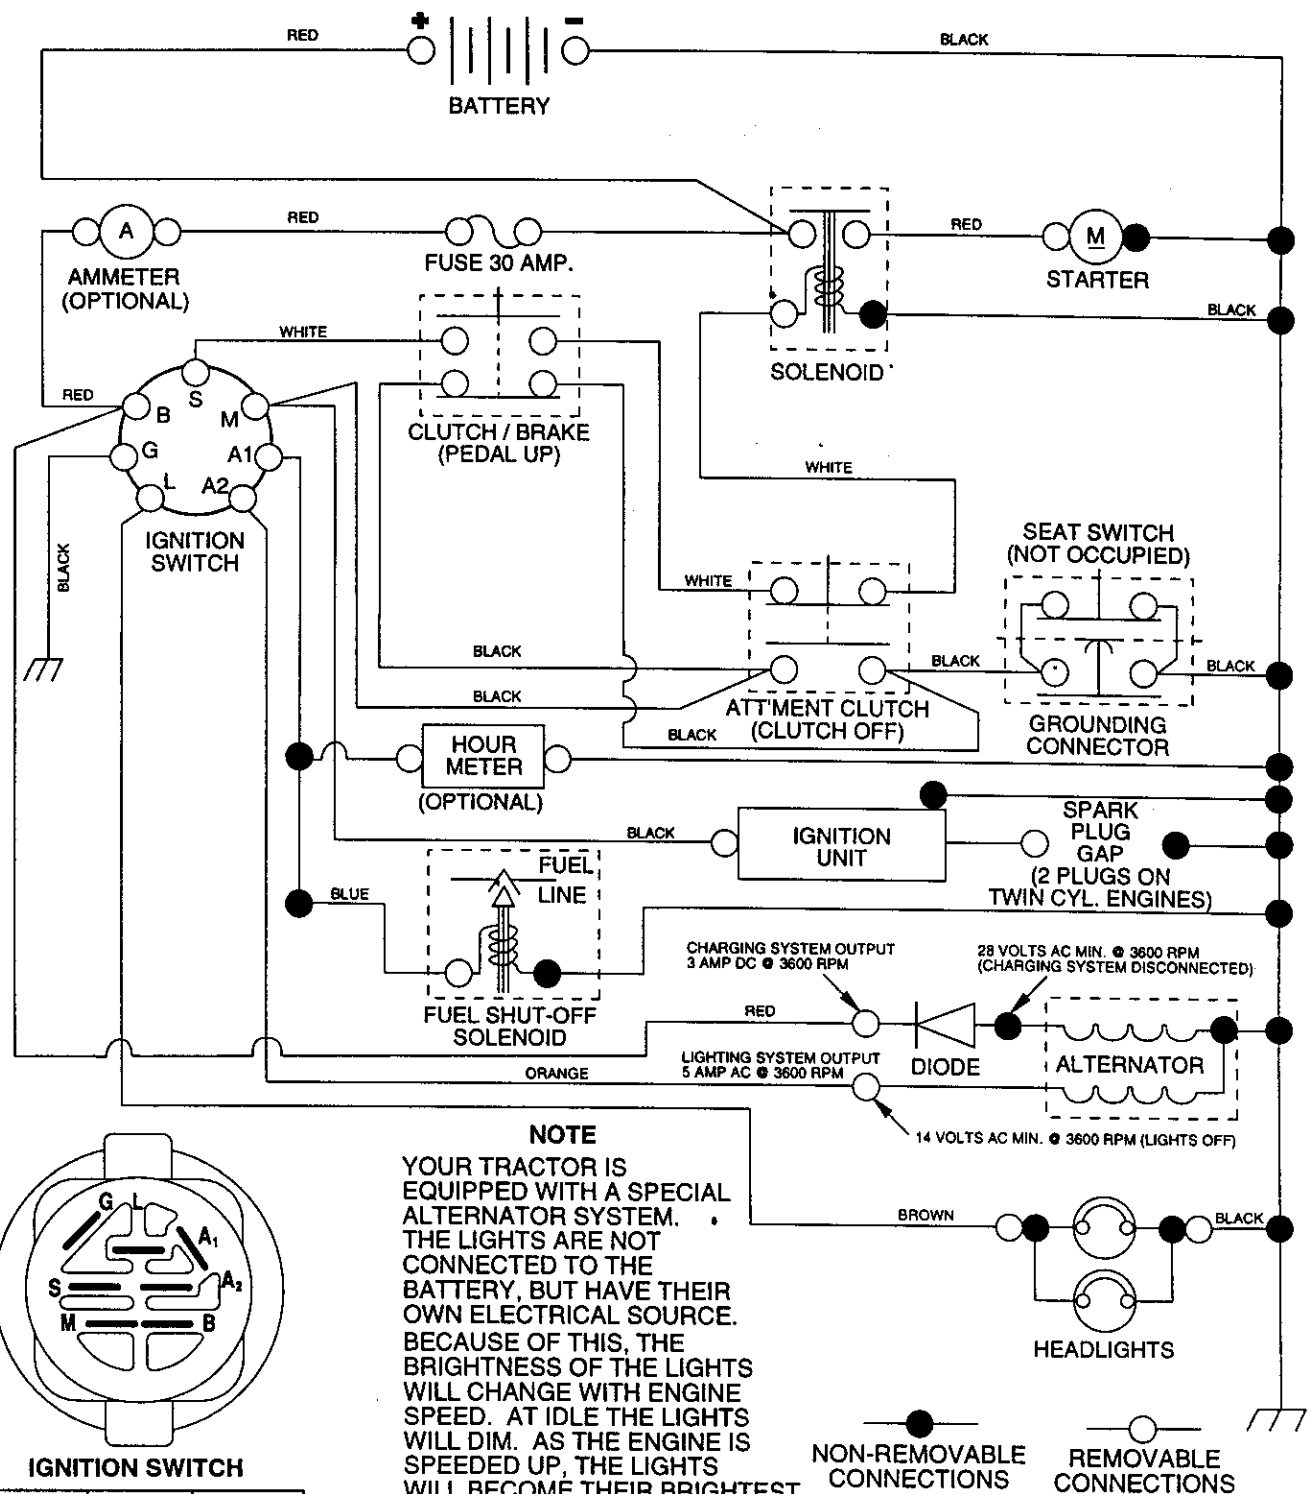 +
-
RED
BLACK
BATTERY
A
RED
RED
M
AMMETER
(OPTIONAL)
FUSE 30 AMP.
STARTER
WHITE
BLACK
SOLENOID
RED
S
B
M
G
A1
L
A2
CLUTCH / BRAKE
(PEDAL UP)
WHITE
IGNITION
SWITCH
BLACK
SEAT SWITCH
(NOT OCCUPIED)
WHITE
BLACK
BLACK
BLACK
BLACK
ATT'MENT CLUTCH
(CLUTCH OFF)
BLACK
GROUNDING
CONNECTOR
HOUR
METER
(OPTIONAL)
BLACK
IGNITION
UNIT
SPARK
PLUG
GAP
(2 PLUGS ON
TWIN CYL. ENGINES)
FUEL
LINE
BLUE
FUEL SHUT-OFF
SOLENOID
CHARGING SYSTEM OUTPUT
3 AMP DC @ 3600 RPM
28 VOLTS AC MIN. @ 3600 RPM
(CHARGING SYSTEM DISCONNECTED)
RED
DIODE
ALTERNATOR
LIGHTING SYSTEM OUTPUT
5 AMP AC @ 3600 RPM
ORANGE
14 VOLTS AC MIN. @ 3600 RPM (LIGHTS OFF)
NOTE
YOUR TRACTOR IS
EQUIPPED WITH A SPECIAL
ALTERNATOR SYSTEM.
THE LIGHTS ARE NOT
CONNECTED TO THE
BATTERY, BUT HAVE THEIR
OWN ELECTRICAL SOURCE.
BECAUSE OF THIS, THE
BRIGHTNESS OF THE LIGHTS
WILL CHANGE WITH ENGINE
SPEED. AT IDLE THE LIGHTS
WILL DIM. AS THE ENGINE IS
SPEEDED UP, THE LIGHTS
WILL BECOME THEIR BRIGHTEST
G
L
A1
S
A2
M
B
IGNITION SWITCH
BROWN
BLACK
HEADLIGHTS
NON-REMOVABLE
CONNECTIONS
REMOVABLE
CONNECTIONS